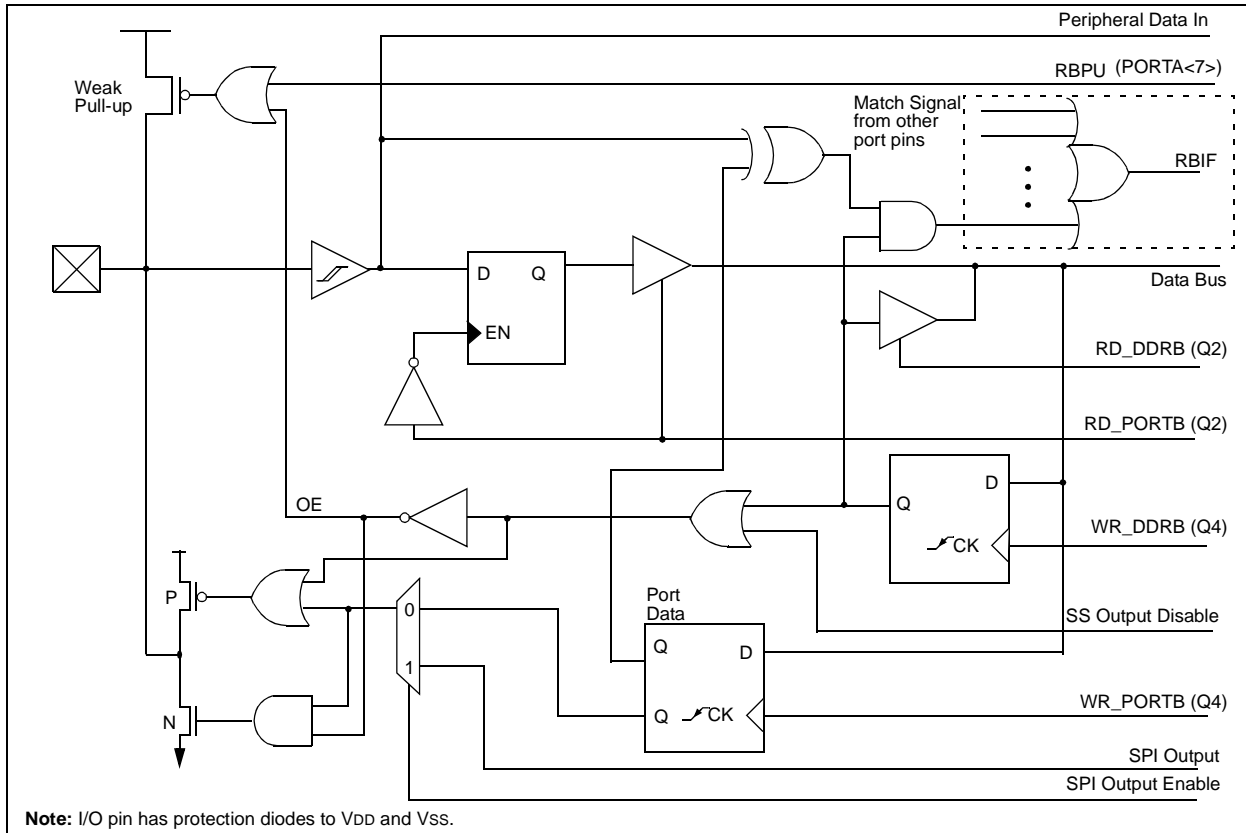 Peripheral Data In
RBPU (PORTA<7>)
Weak
Pull-up
Match Signal
from other
port pins
RBIF
D Q
EN
Data Bus
RD_DDRB (Q2)
RD_PORTB (Q2)
OE
Q D
CK
WR_DDRB (Q4)
P
0
1
Port
Data
SS Output Disable
Q D
N
Q CK
WR_PORTB (Q4)
SPI Output
SPI Output Enable
Note: I/O pin has protection diodes to VDD and VSS.